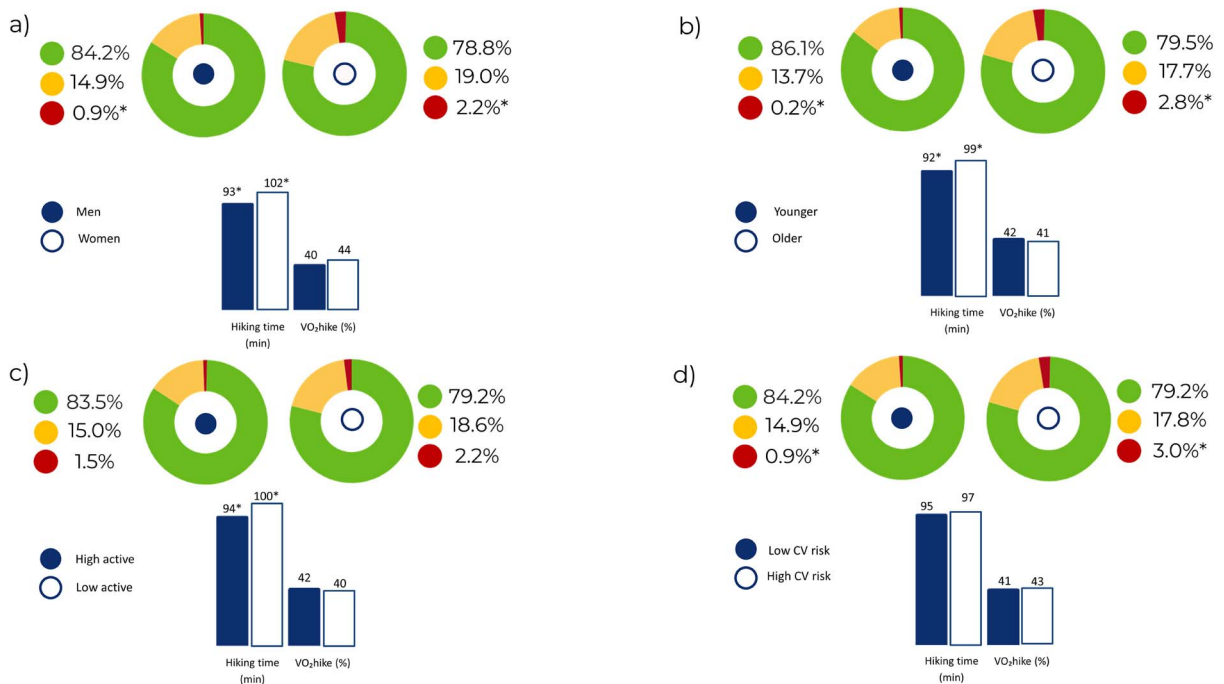 a)
84.2%
14.9%
0.9%*
78.8%
19.0%
2.2%*
93*
102*
40
44
Men
Women
Hiking time
(min)
VO₂hike (%)
b)
86.1%
13.7%
0.2%*
79.5%
17.7%
2.8%*
92*
99*
42
41
Younger
Older
Hiking time
(min)
VO₂hike (%)
c)
83.5%
15.0%
1.5%
79.2%
18.6%
2.2%
94*
100*
42
40
High active
Low active
Hiking time
(min)
VO₂hike (%)
d)
84.2%
14.9%
0.9%*
79.2%
17.8%
3.0%*
95
97
41
43
Low CV risk
High CV risk
Hiking time
(min)
VO₂hike (%)